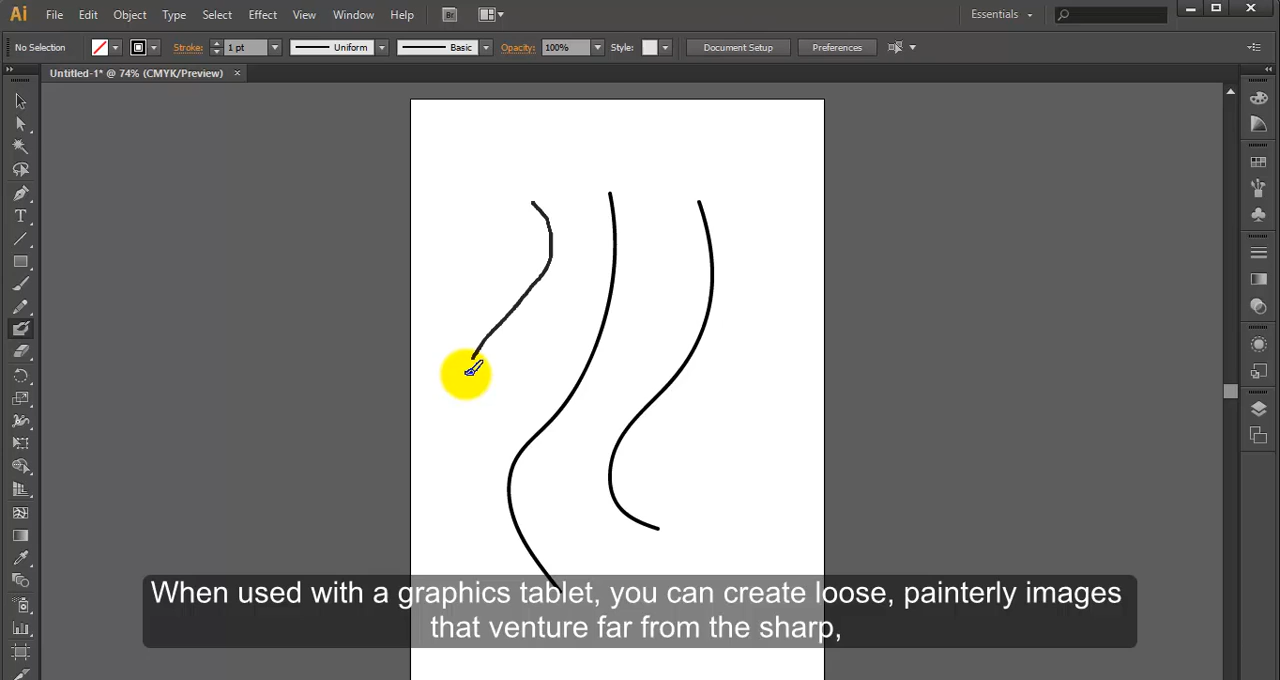 Ai File Edit Object Type Select Effect View Window Help Br Essentials
No Selection Stroke: 1 pt Uniform Basic Opacity: 100% Style: Document Setup Preferences
Untitled-1* @ 74% (CMYK/Preview) ×
T
When used with a graphics tablet, you can create loose, painterly images
that venture far from the sharp,